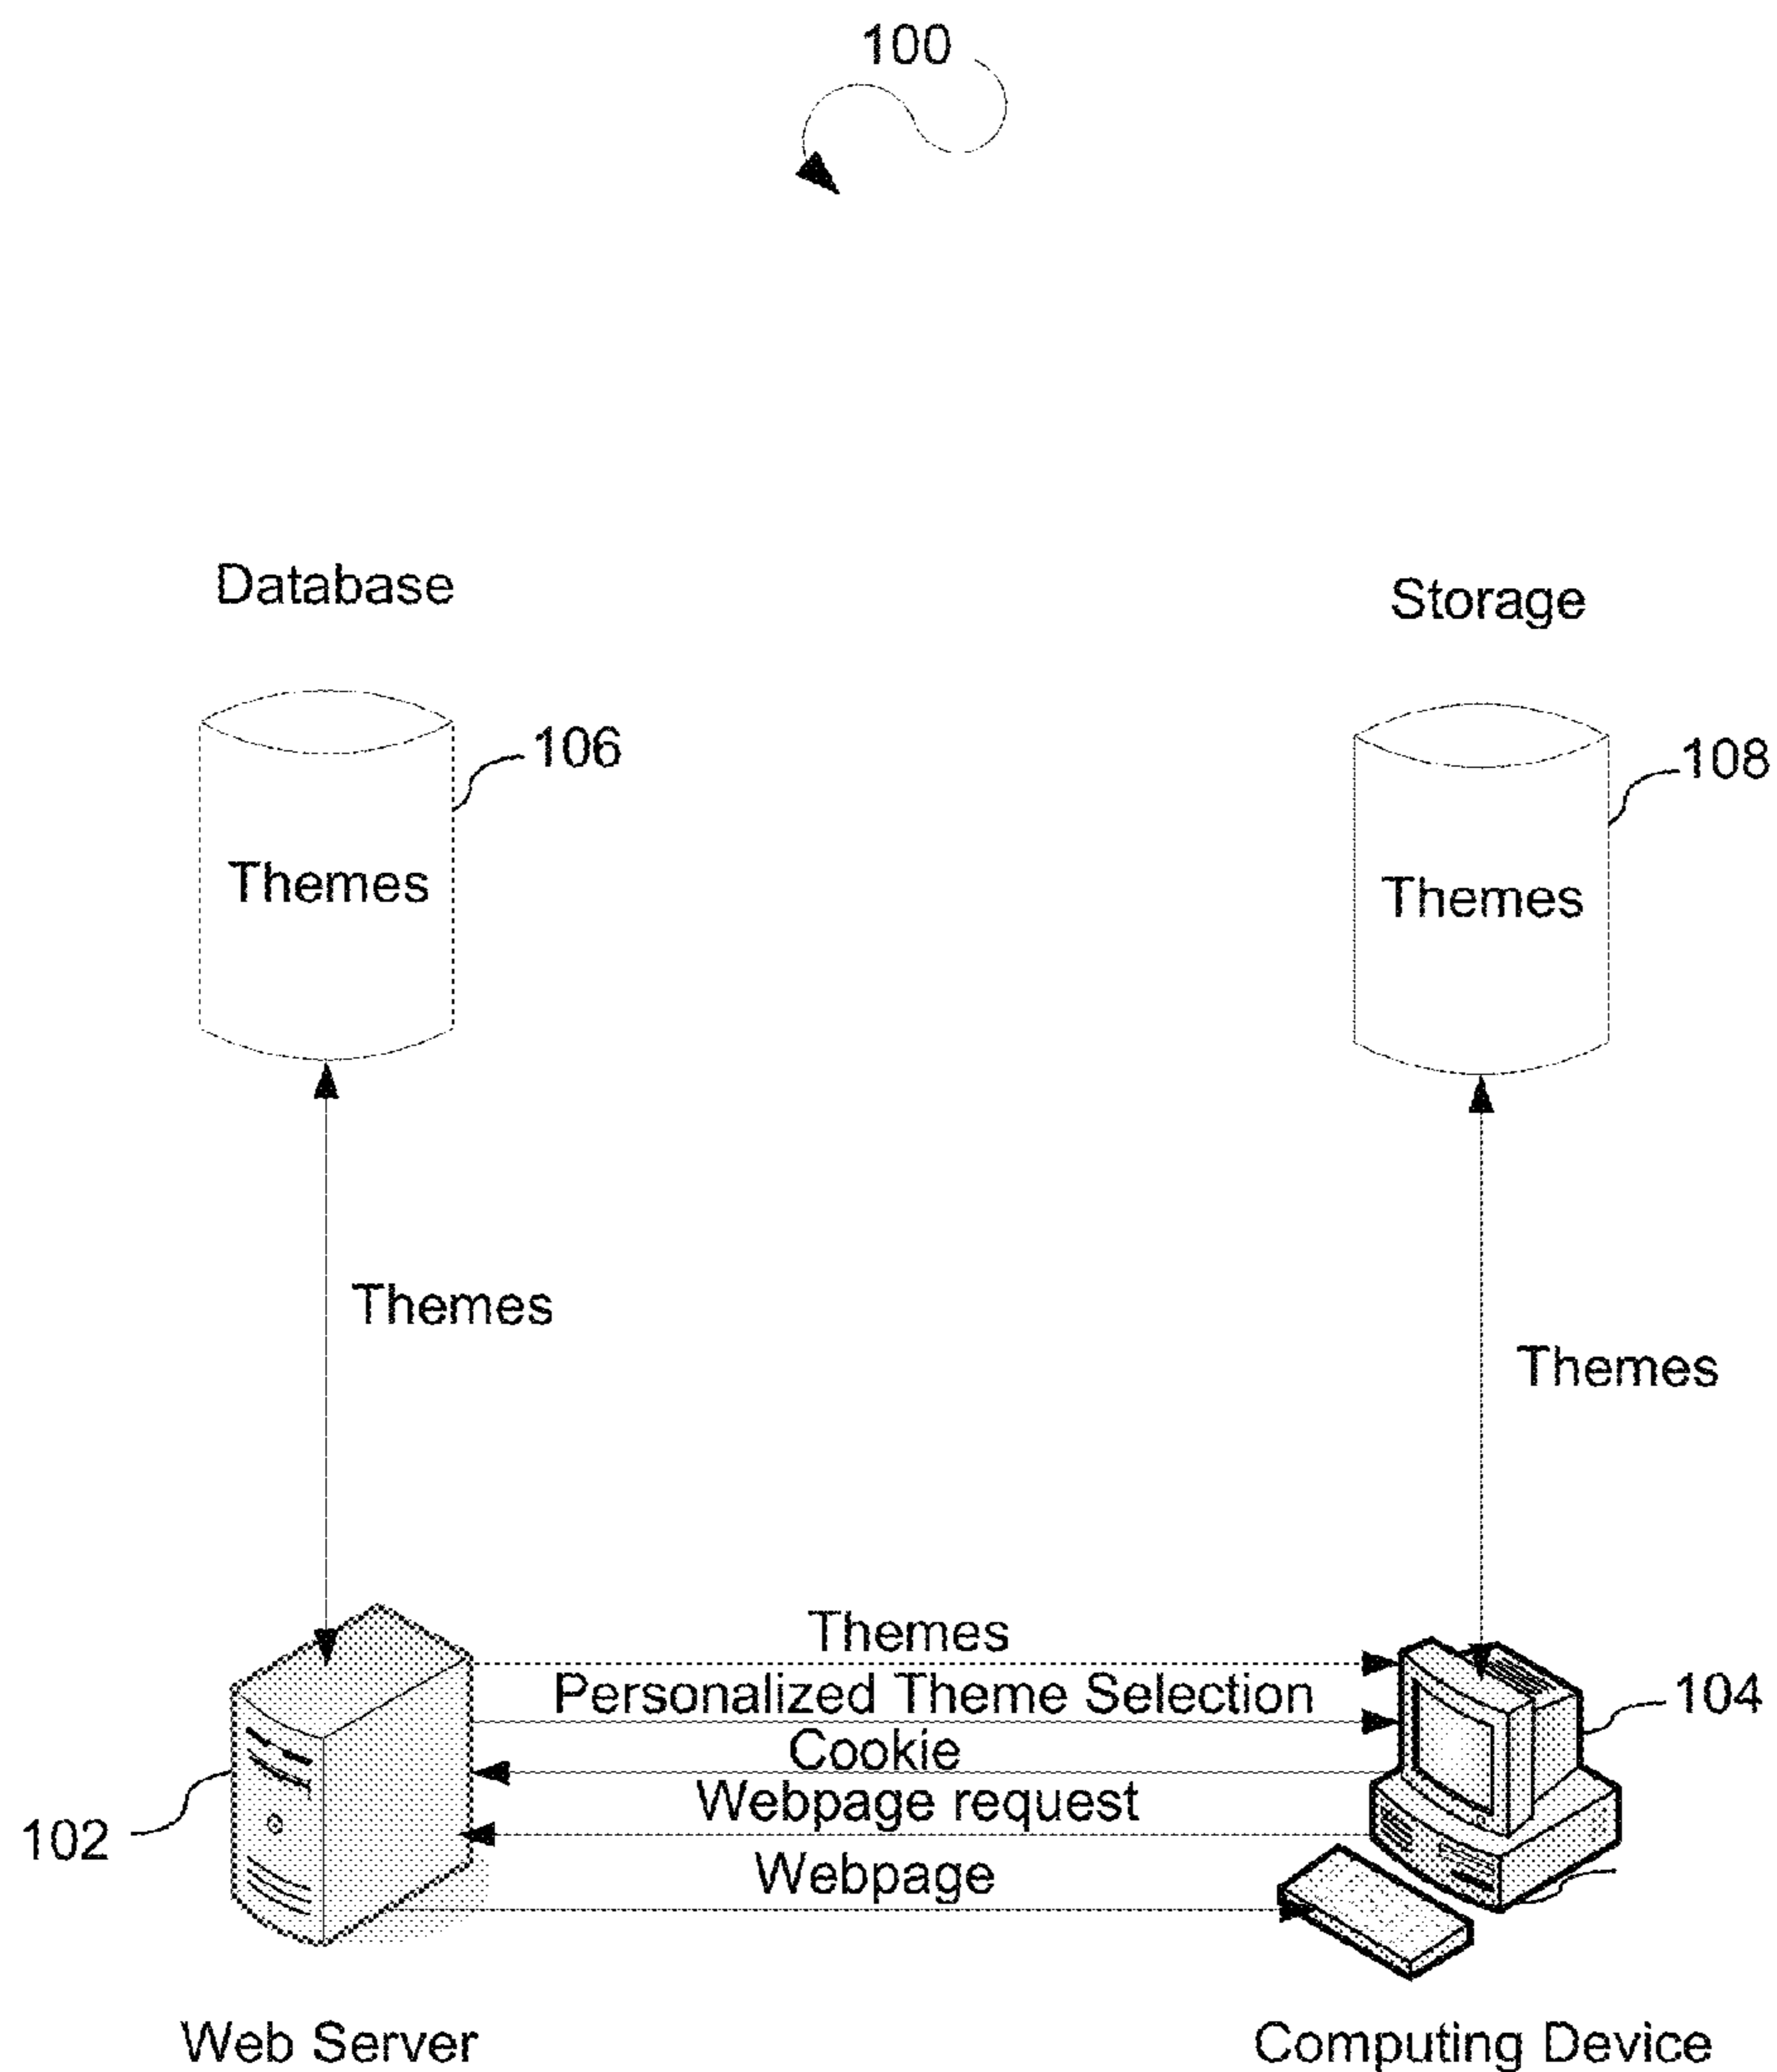 100
Database
Storage
106
108
Themes
Themes
Themes
Themes
Themes
Personalized Theme Selection
104
Cookie
Webpage request
102
Webpage
Web Server
Computing Device